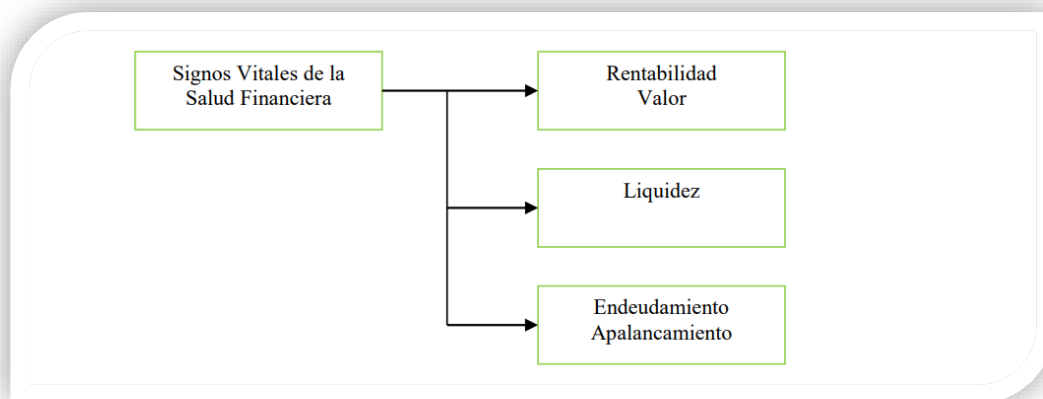 Signos Vitales de la
Salud Financiera
Rentabilidad
Valor
Liquidez
Endeudamiento
Apalancamiento